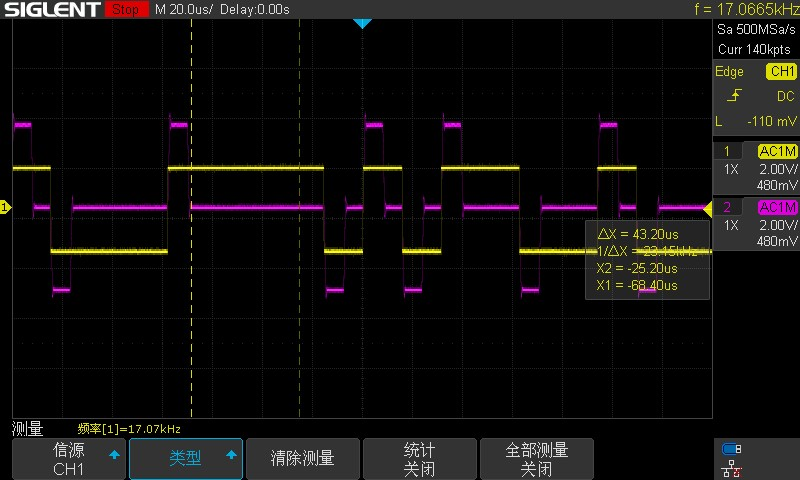 SIGLENT Stop M 20.0us/ Delay:0.00s f = 17.0665kHz
Sa 500MSa/s
Curr 140kpts
Edge CH1
DC
L -110 mV
1 AC1M
1X 2.00V/
480mV
2 AC1M
1X 2.00V/
480mV
1
△X = 43.20us
1/△X = 23.15kHz
X2 = -25.20us
X1 = -68.40us
测量 频率[1]=17.07kHz
信源
CH1
类型
清除测量
统计
关闭
全部测量
关闭